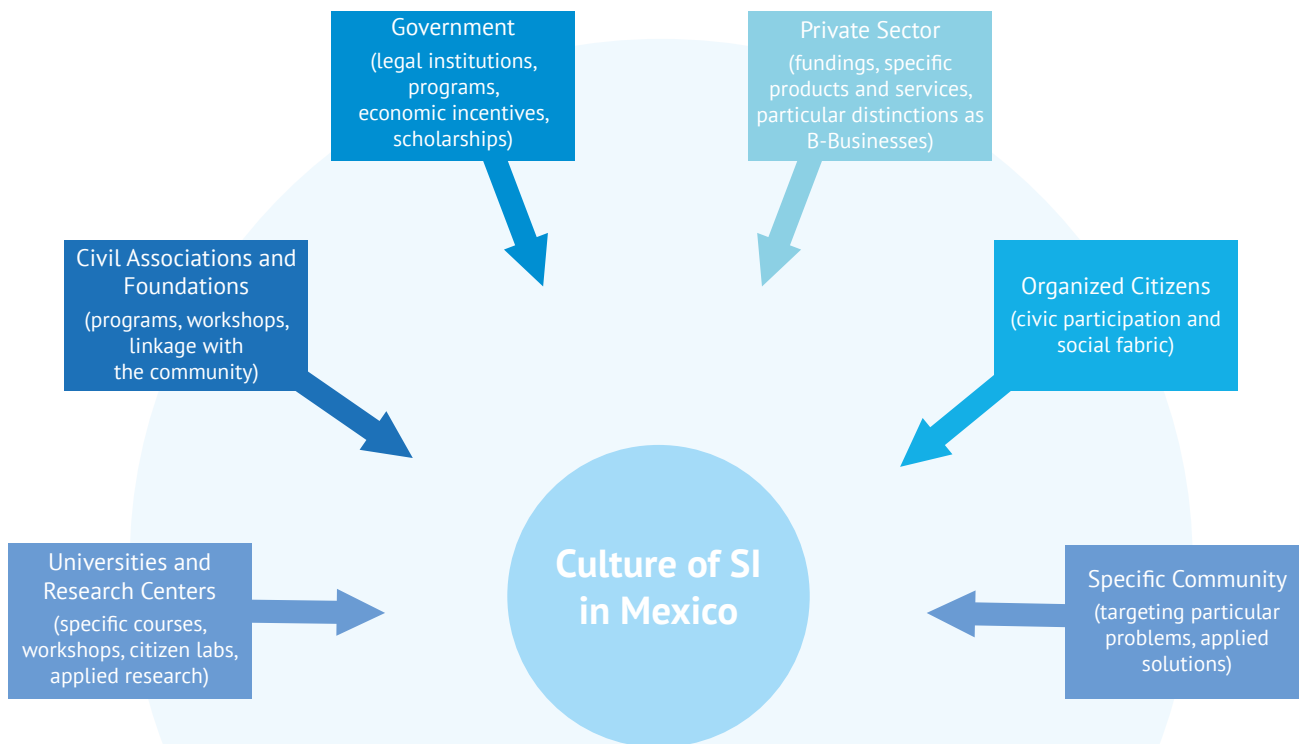 Government
(legal institutions,
programs,
economic incentives,
scholarships)
Private Sector
(fundings, specific
products and services,
particular distinctions as
B-Businesses)
Civil Associations and
Foundations
(programs, workshops,
linkage with
the community)
Organized Citizens
(civic participation and
social fabric)
Universities and
Research Centers
(specific courses,
workshops, citizen labs,
applied research)
Culture of SI
in Mexico
Specific Community
(targeting particular
problems, applied
solutions)